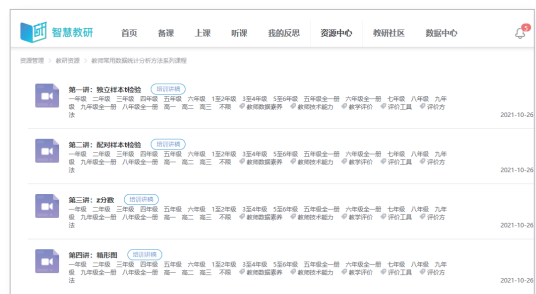 智慧教研 首页 备课 上课 听课 我的反思 资源中心 教研社区 数据中心
资源管理 > 教研资源 > 教师常用数据统计分析方法系列课程
第一讲：独立样本t检验 培训讲稿
一年级 二年级 三年级 四年级 五年级 六年级 1至2年级 3至4年级 5至6年级 五年级全一册 六年级全一册 七年级 八年级 九年
级 九年级全一册 八年级全一册 高一 高二 高三 不限 教师数据素养 教师技术能力 教学评价 评价工具 评价方
法
2021-10-26
第二讲：配对样本t检验 培训讲稿
一年级 二年级 三年级 四年级 五年级 六年级 1至2年级 3至4年级 5至6年级 五年级全一册 六年级全一册 七年级 八年级 九年
级 九年级全一册 八年级全一册 高一 高二 高三 不限 教师数据素养 教师技术能力 教学评价 评价工具 评价方
法
2021-10-26
第三讲：z分数 培训讲稿
一年级 二年级 三年级 四年级 五年级 六年级 1至2年级 3至4年级 5至6年级 五年级全一册 六年级全一册 七年级 八年级 九年
级 九年级全一册 八年级全一册 高一 高二 高三 不限 教师数据素养 教师技术能力 教学评价 评价工具 评价方
法
2021-10-26
第四讲：箱形图 培训讲稿
一年级 二年级 三年级 四年级 五年级 六年级 1至2年级 3至4年级 5至6年级 五年级全一册 六年级全一册 七年级 八年级 九年
级 九年级全一册 八年级全一册 高一 高二 高三 不限 教师数据素养 教师技术能力 教学评价 评价工具 评价方
法
2021-10-26